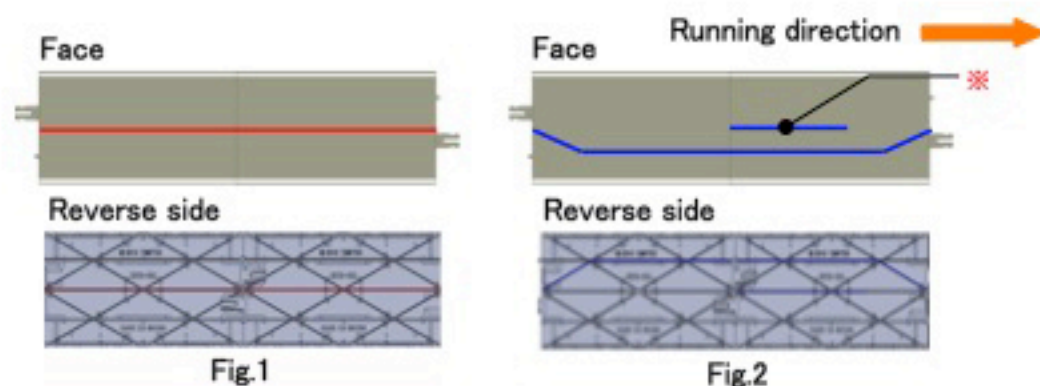 Face
Reverse side
Fig.1
Running direction
Face
※
Reverse side
Fig.2